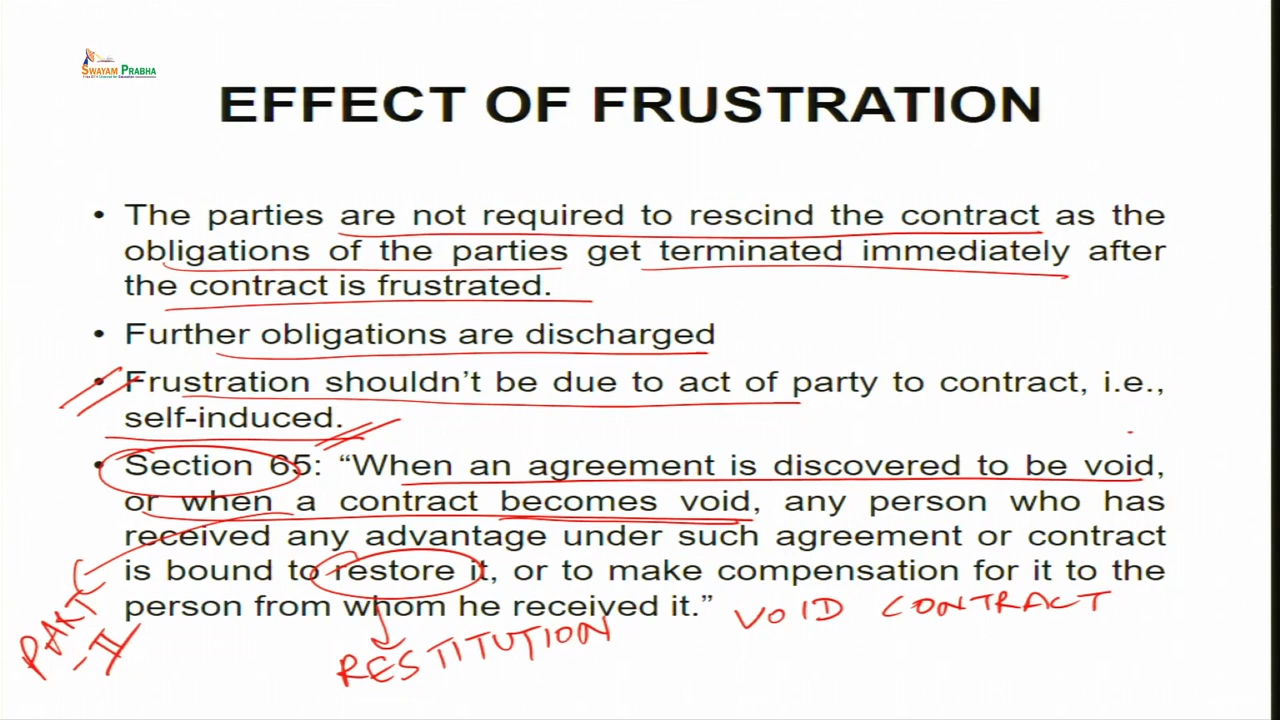 SWAYAM PRABHA
EFFECT OF FRUSTRATION
• The parties are not required to rescind the contract as the
obligations of the parties get terminated immediately after
the contract is frustrated.
• Further obligations are discharged
• Frustration shouldn’t be due to act of party to contract, i.e.,
self-induced.
• Section 65: “When an agreement is discovered to be void,
or when a contract becomes void, any person who has
received any advantage under such agreement or contract
is bound to restore it, or to make compensation for it to the
person from whom he received it.”
VOID CONTRACT
PART
-II
RESTITUTION